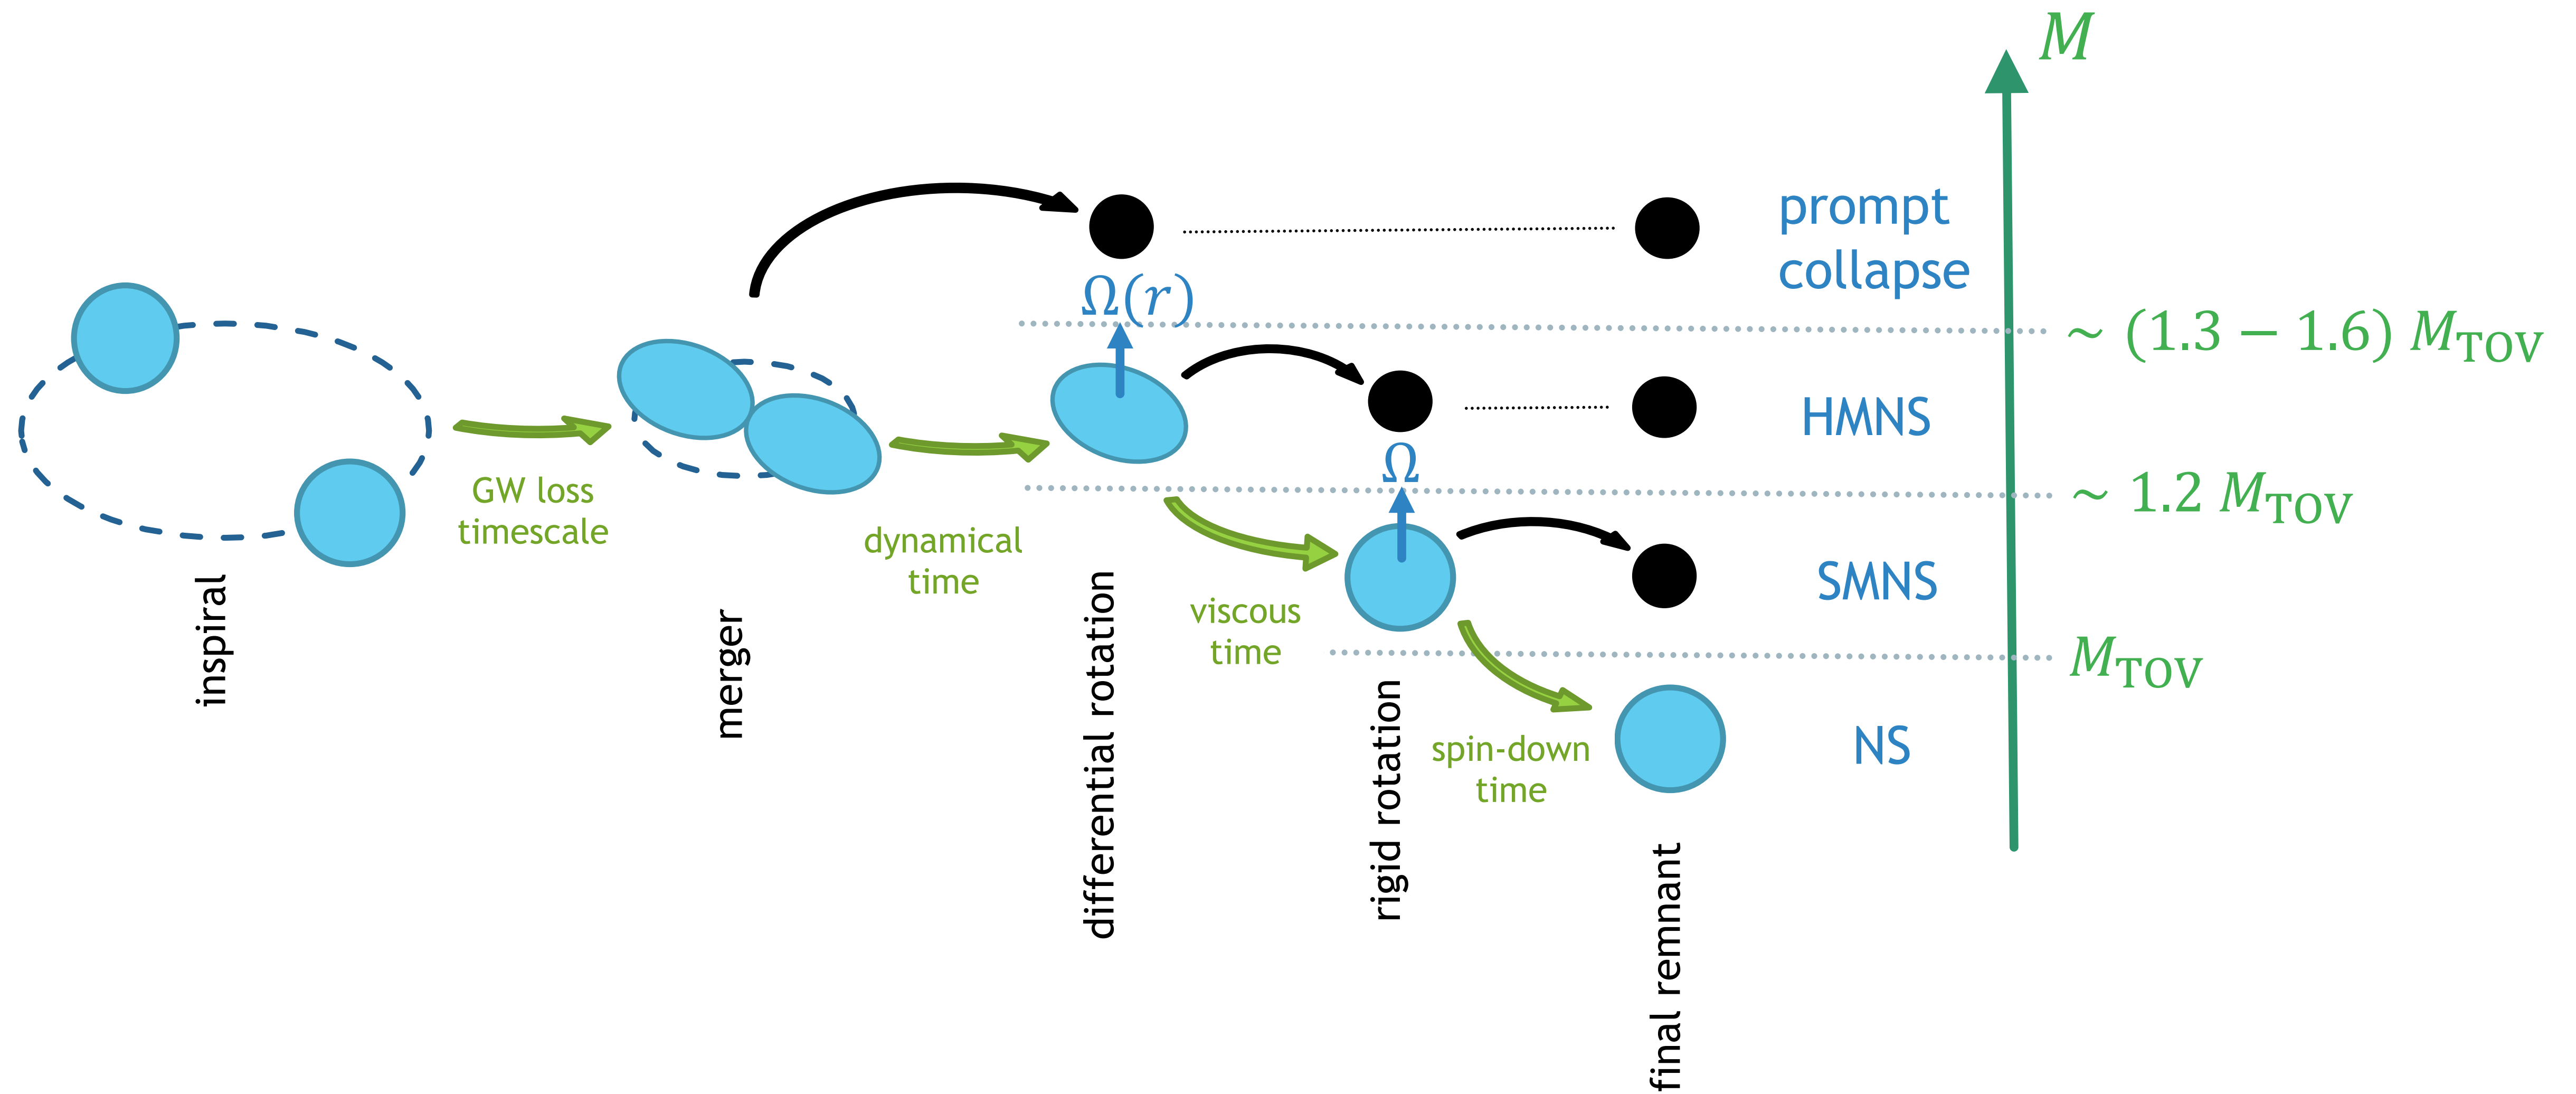 M
prompt
collapse
Ω(r)
~ (1.3 − 1.6) M_TOV
HMNS
Ω
~ 1.2 M_TOV
GW loss
timescale
dynamical
time
SMNS
viscous
time
M_TOV
NS
spin-down
time
inspiral
merger
differential rotation
rigid rotation
final remnant